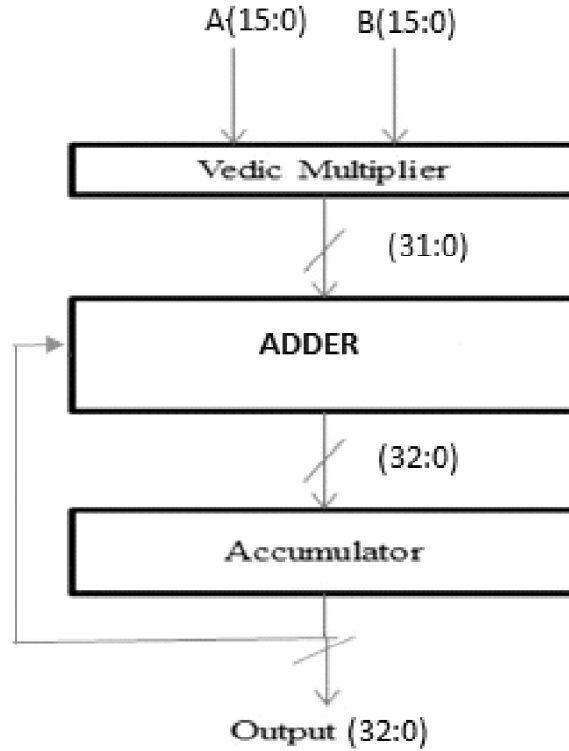 A(15:0) B(15:0)
Vedic Multiplier
(31:0)
ADDER
(32:0)
Accumulator
Output (32:0)